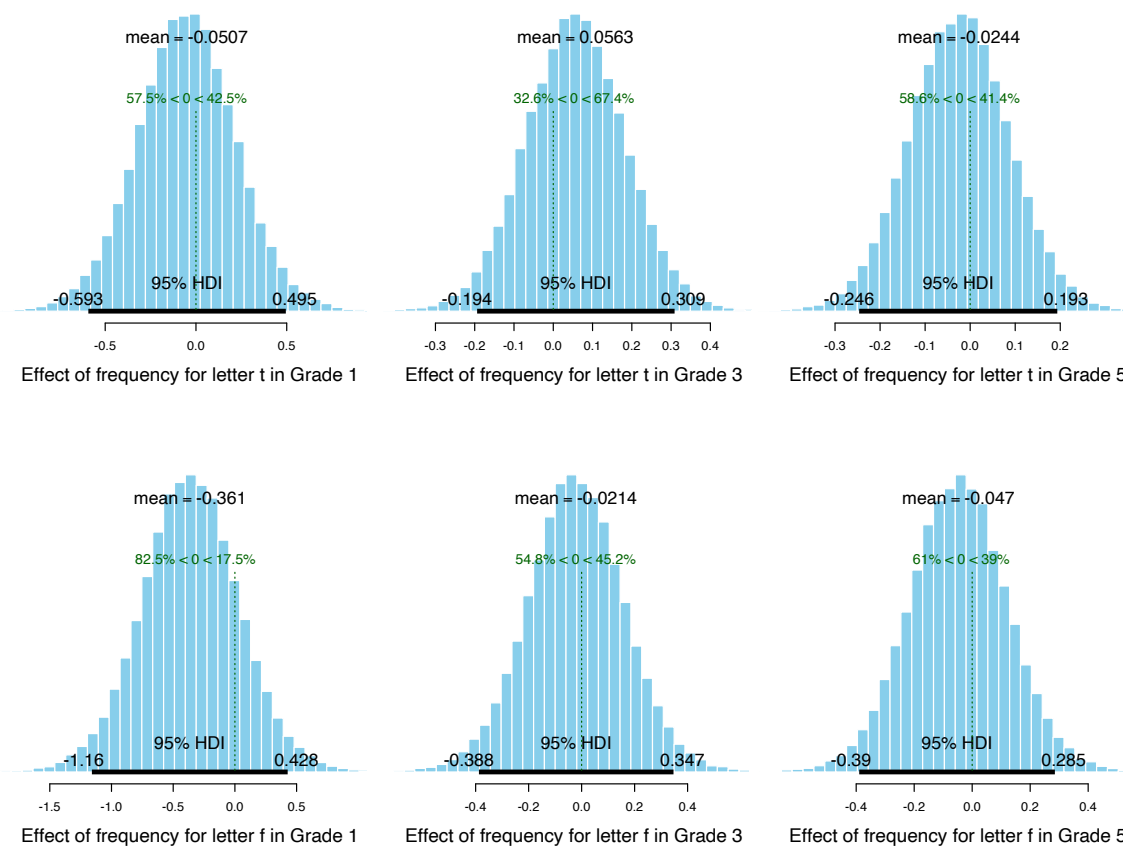 mean = -0.0507
57.5% < 0 < 42.5%
95% HDI
-0.593
0.495
-0.5 0.0 0.5
Effect of frequency for letter t in Grade 1
mean = 0.0563
32.6% < 0 < 67.4%
95% HDI
-0.194
0.309
-0.3 -0.2 -0.1 0.0 0.1 0.2 0.3 0.4
Effect of frequency for letter t in Grade 3
mean = -0.0244
58.6% < 0 < 41.4%
95% HDI
-0.246
0.193
-0.3 -0.2 -0.1 0.0 0.1 0.2
Effect of frequency for letter t in Grade 5
mean = -0.361
82.5% < 0 < 17.5%
95% HDI
-1.16
0.428
-1.5 -1.0 -0.5 0.0 0.5
Effect of frequency for letter f in Grade 1
mean = -0.0214
54.8% < 0 < 45.2%
95% HDI
-0.388
0.347
-0.4 -0.2 0.0 0.2 0.4
Effect of frequency for letter f in Grade 3
mean = -0.047
61% < 0 < 39%
95% HDI
-0.39
0.285
-0.4 -0.2 0.0 0.2 0.4
Effect of frequency for letter f in Grade 5